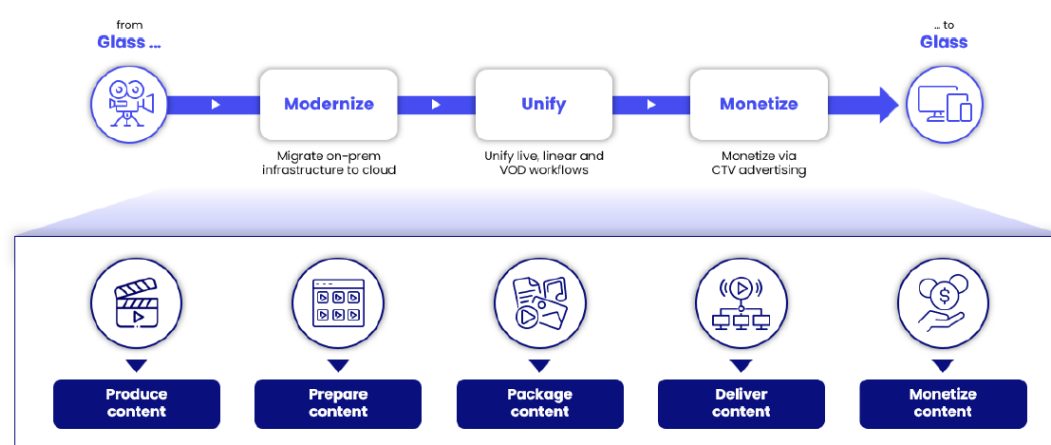 from
Glass ...
... to
Glass
Modernize
Unify
Monetize
Migrate on-prem
infrastructure to cloud
Unify live, linear and
VOD workflows
Monetize via
CTV advertising
Produce
content
Prepare
content
Package
content
Deliver
content
Monetize
content